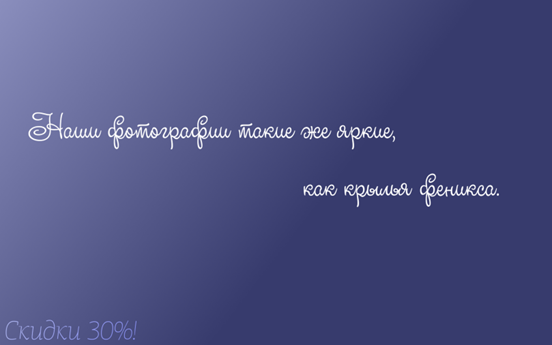 Наши фотографии такие же яркие,
как крылья феникса.
Скидки 30%!